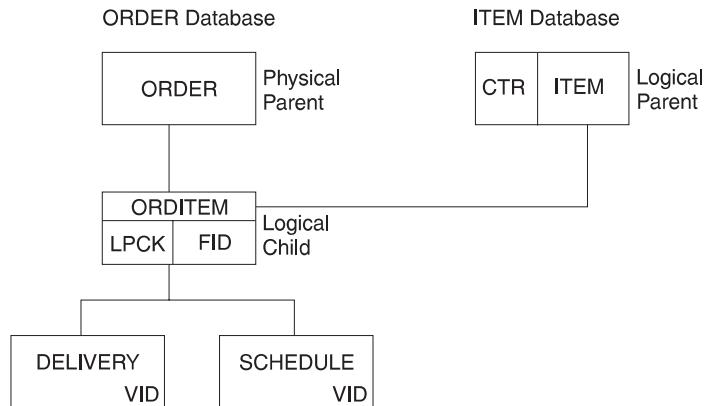 ORDER Database
ITEM Database
ORDER
Physical
Parent
CTR
ITEM
Logical
Parent
ORDITEM
LPCK
FID
Logical
Child
DELIVERY
VID
SCHEDULE
VID